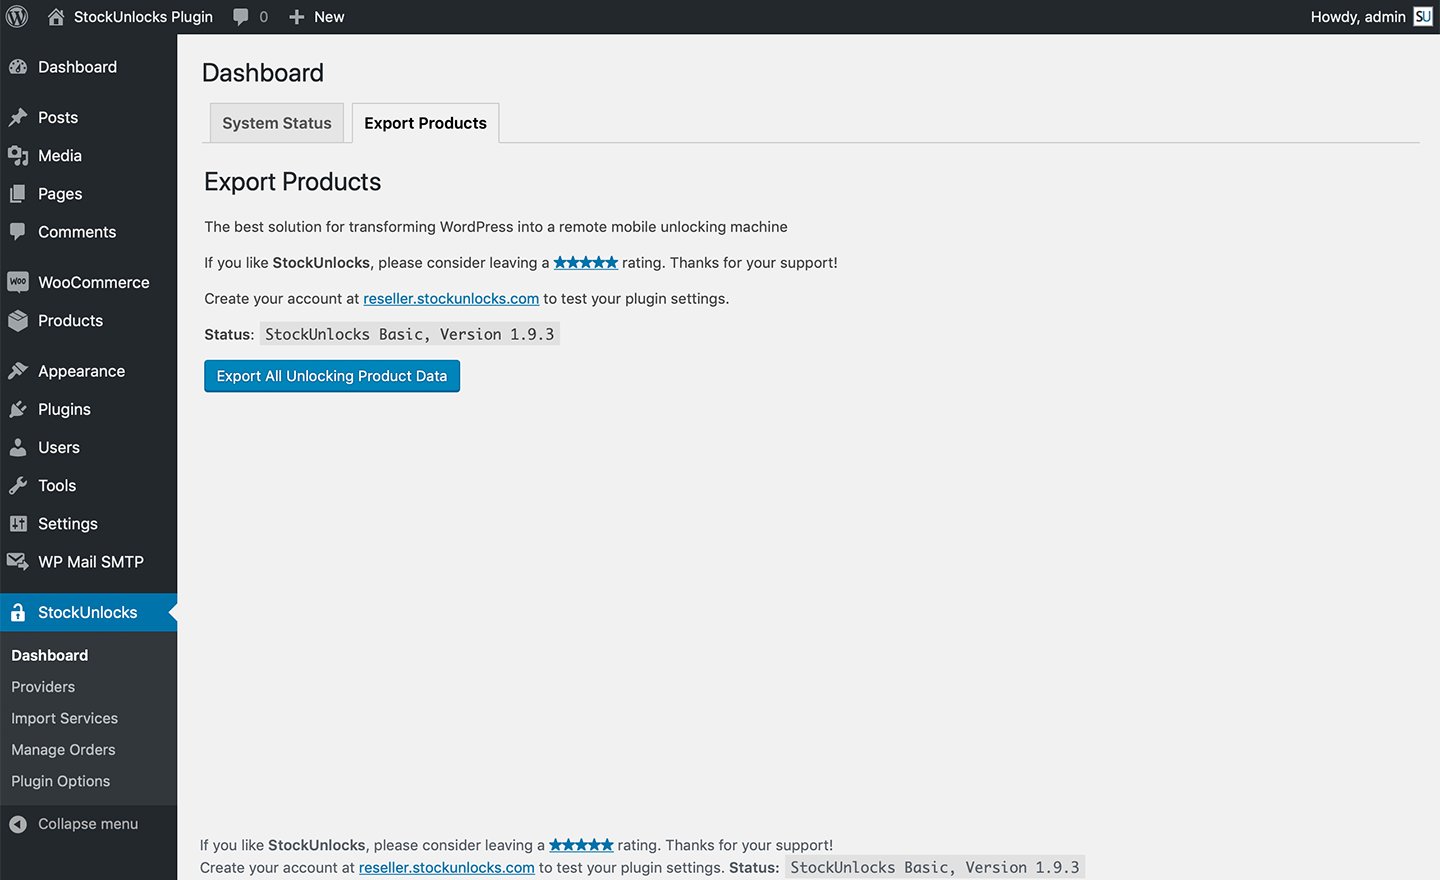 StockUnlocks Plugin 0 New Howdy, admin SU
Dashboard
Posts
Media
Pages
Comments
WOO WooCommerce
Products
Appearance
Plugins
Users
Tools
Settings
WP Mail SMTP
StockUnlocks
Dashboard
Providers
Import Services
Manage Orders
Plugin Options
Collapse menu
Dashboard
System Status Export Products
Export Products
The best solution for transforming WordPress into a remote mobile unlocking machine
If you like StockUnlocks, please consider leaving a ★★★★★ rating. Thanks for your support!
Create your account at reseller.stockunlocks.com to test your plugin settings.
Status: StockUnlocks Basic, Version 1.9.3
Export All Unlocking Product Data
If you like StockUnlocks, please consider leaving a ★★★★★ rating. Thanks for your support!
Create your account at reseller.stockunlocks.com to test your plugin settings. Status: StockUnlocks Basic, Version 1.9.3